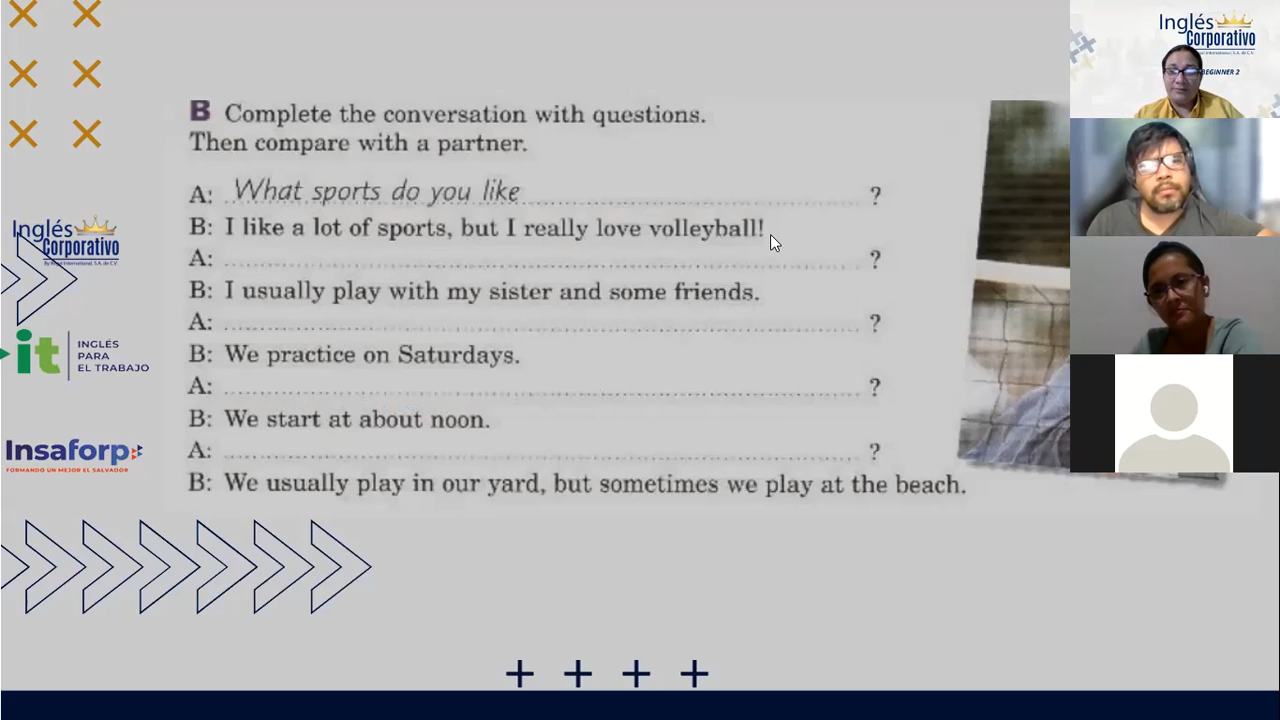 Inglés
Corporativo
BEGINNER 2
B Complete the conversation with questions.
Then compare with a partner.
A: What sports do you like ?
B: I like a lot of sports, but I really love volleyball!
A: ?
B: I usually play with my sister and some friends.
A: ?
B: We practice on Saturdays.
A: ?
B: We start at about noon.
A: ?
B: We usually play in our yard, but sometimes we play at the beach.
Inglés
Corporativo
it
INGLÉS
PARA
EL TRABAJO
Insaforp
FORMANDO UN MEJOR EL SALVADOR